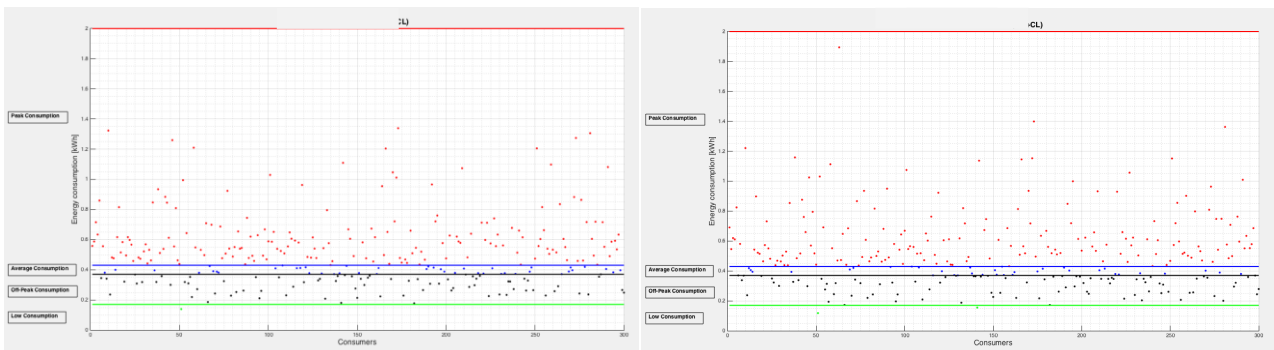 CL)
2
1.8
1.6
1.4
1.2
1
0.8
0.6
0.4
0.2
0
Peak Consumption
Average Consumption
Off-Peak Consumption
Low Consumption
Energy consumption [kWh]
0 50 100 150 200 250 300
Consumers
-CL)
2
1.8
1.6
1.4
1.2
1
0.8
0.6
0.4
0.2
0
Peak Consumption
Average Consumption
Off-Peak Consumption
Low Consumption
Energy consumption [kWh]
0 50 100 150 200 250 300
Consumers